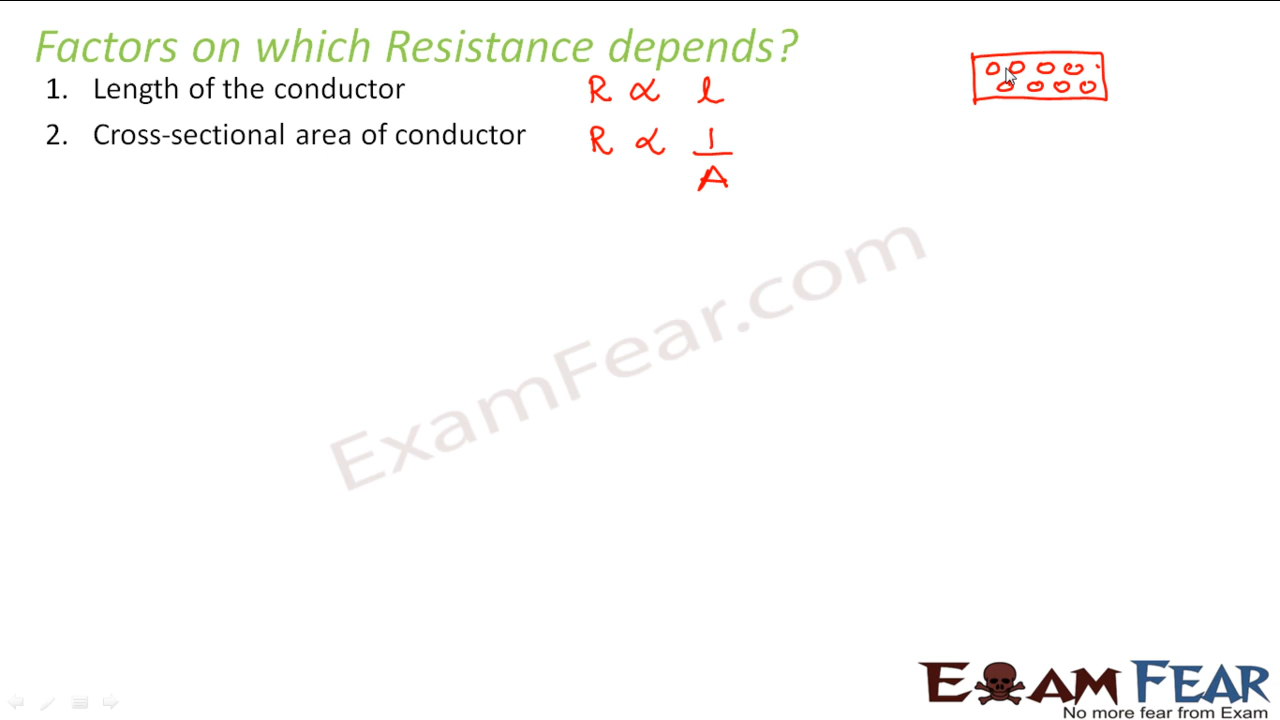 Factors on which Resistance depends?
1. Length of the conductor R ∝ l
2. Cross-sectional area of conductor R ∝ 1/A
ExamFear.com
EXAM FEAR
No more fear from Exam